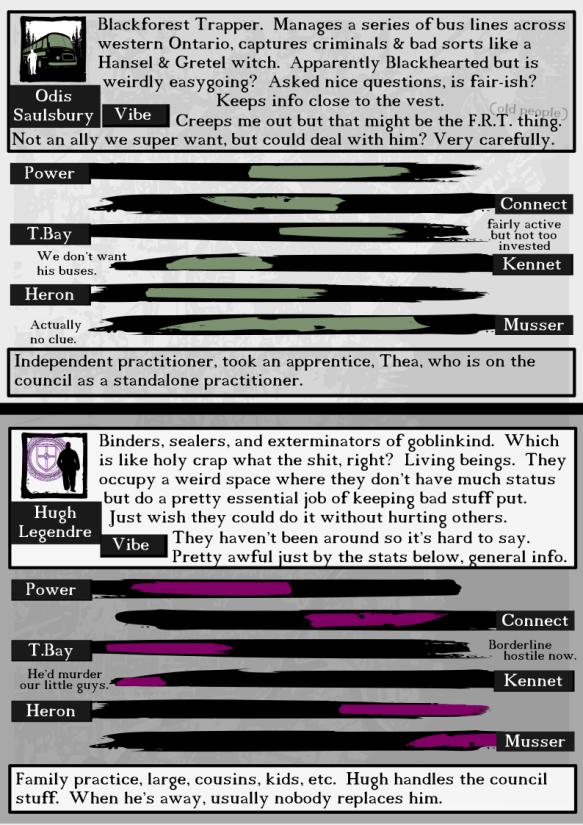 Blackforest Trapper. Manages a series of bus lines across
western Ontario, captures criminals & bad sorts like a
Hansel & Gretel witch. Apparently Blackhearted but is
weirdly easygoing? Asked nice questions, is fair-ish?
Keeps info close to the vest.
(old people)
Creeps me out but that might be the F.R.T. thing.
Not an ally we super want, but could deal with him? Very carefully.
Odis
Saulsbury
Vibe
Power
Connect
T.Bay
fairly active
but not too
invested
We don't want
his buses.
Kennet
Heron
Actually
no clue.
Musser
Independent practitioner, took an apprentice, Thea, who is on the
council as a standalone practitioner.
Binders, sealers, and exterminators of goblinkind. Which
is like holy crap what the shit, right? Living beings. They
occupy a weird space where they don't have much status
but do a pretty essential job of keeping bad stuff put.
Just wish they could do it without hurting others.
They haven't been around so it's hard to say.
Pretty awful just by the stats below, general info.
Hugh
Legendre
Vibe
Power
Connect
T.Bay
Borderline
hostile now.
He'd murder
our little guys.
Kennet
Heron
Musser
Family practice, large, cousins, kids, etc. Hugh handles the council
stuff. When he's away, usually nobody replaces him.